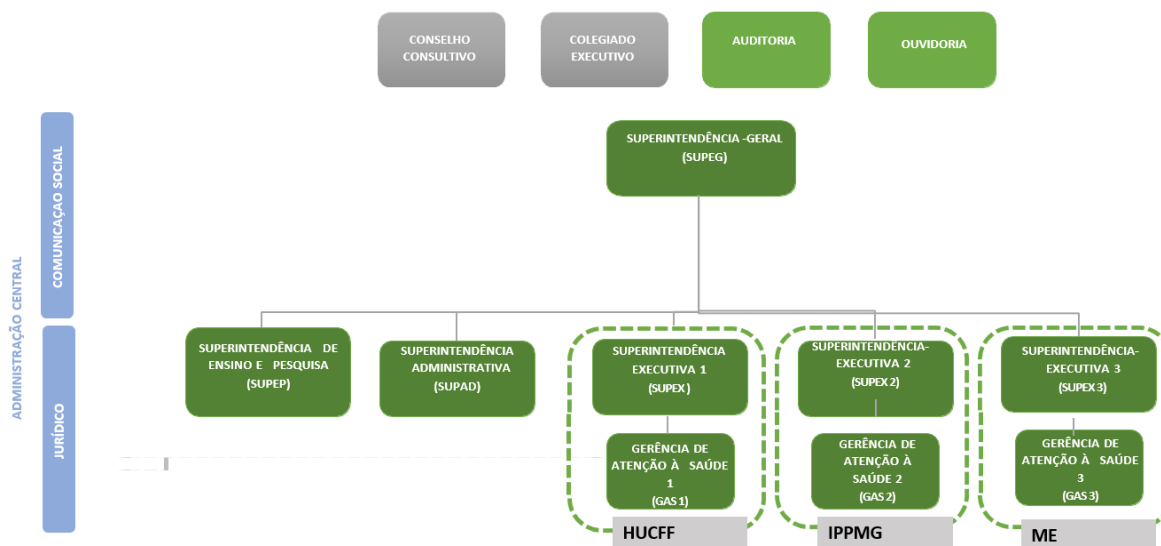 CONSELHO
CONSULTIVO
COLEGIADO
EXECUTIVO
AUDITORIA
OUVIDORIA
SUPERINTENDÊNCIA -GERAL
(SUPEG)
ADMINISTRAÇÃO CENTRAL
COMUNICAÇAO SOCIAL
JURÍDICO
SUPERINTENDÊNCIA DE
ENSINO E PESQUISA
(SUPEP)
SUPERINTENDÊNCIA
ADMINISTRATIVA
(SUPAD)
SUPERINTENDÊNCIA
EXECUTIVA 1
(SUPEX )
SUPERINTENDÊNCIA-
EXECUTIVA 2
(SUPEX 2)
SUPERINTENDÊNCIA-
EXECUTIVA 3
(SUPEX 3)
GERÊNCIA DE
ATENÇÃO À SAÚDE
1
(GAS 1)
GERÊNCIA DE
ATENÇÃO À
SAÚDE 2
(GAS 2)
GERÊNCIA DE
ATENÇÃO À SAÚDE
3
(GAS 3)
HUCFF
IPPMG
ME